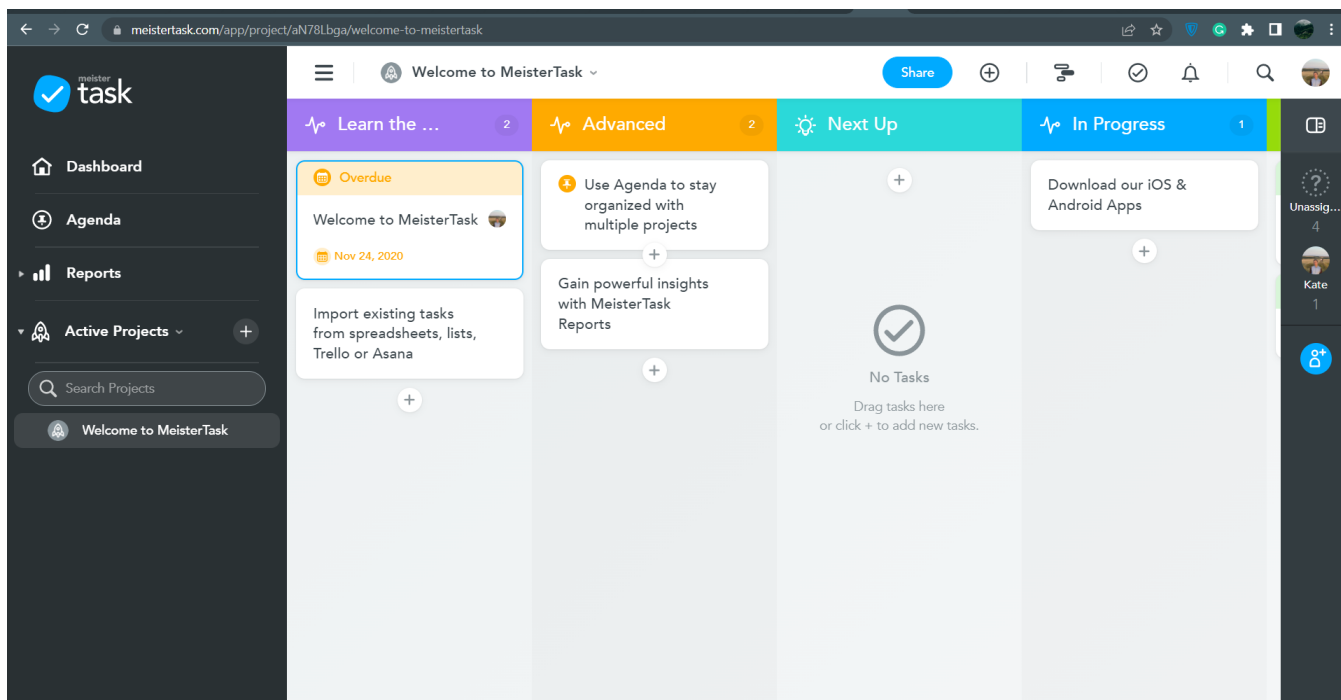 meistertask.com/app/project/aN78Lbga/welcome-to-meistertask
meister
task
Dashboard
Agenda
Reports
Active Projects
Search Projects
Welcome to MeisterTask
Welcome to MeisterTask
Share
Learn the ...
2
Overdue
Welcome to MeisterTask
Nov 24, 2020
Import existing tasks
from spreadsheets, lists,
Trello or Asana
Advanced
2
Use Agenda to stay
organized with
multiple projects
Gain powerful insights
with MeisterTask
Reports
Next Up
No Tasks
Drag tasks here
or click + to add new tasks.
In Progress
1
Download our iOS &
Android Apps
Unassig...
4
Kate
1